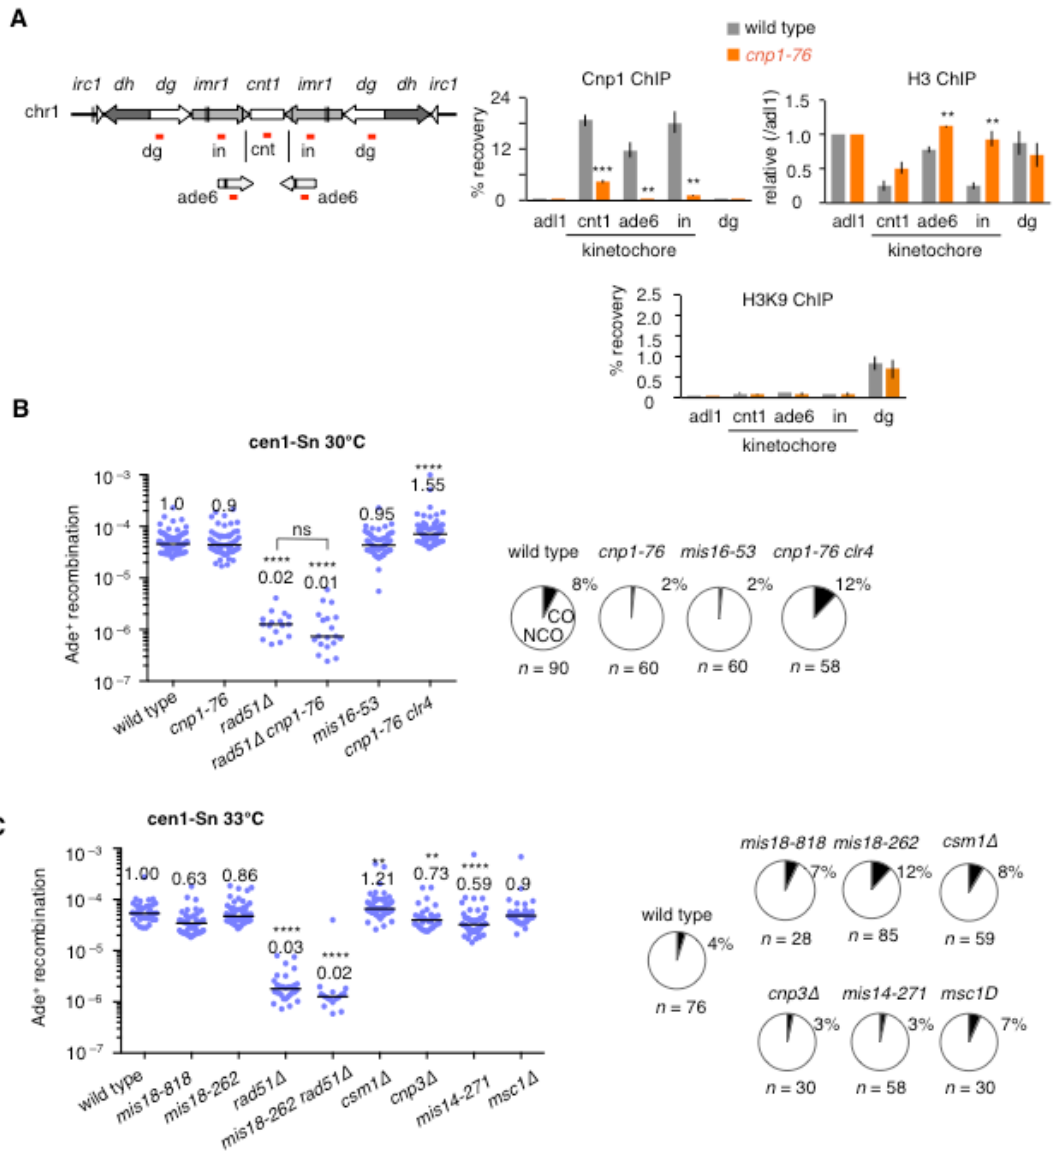 A
wild type
cnp1-76
irc1 dh dg imr1 cnt1 imr1 dg dh irc1
chr1
dg in cnt in dg
ade6 ade6
Cnp1 ChIP
% recovery
24
12
0
*** ** **
adl1 cnt1 ade6 in dg
kinetochore
H3 ChIP
relative (/adl1)
1.5
1.0
0.5
0
** **
adl1 cnt1 ade6 in dg
kinetochore
H3K9 ChIP
% recovery
2.5
2.0
1.5
1.0
0.5
0
adl1 cnt1 ade6 in dg
kinetochore
B
cen1-Sn 30°C
Ade+ recombination
10−3
10−4
10−5
10−6
10−7
1.0 0.9 **** 0.02 ns **** 0.01 0.95 **** 1.55
wild type
cnp1-76
rad51Δ
rad51Δ cnp1-76
mis16-53
cnp1-76 clr4
wild type cnp1-76 mis16-53 cnp1-76 clr4
8% 2% 2% 12%
CO
NCO
n = 90 n = 60 n = 60 n = 58
C
cen1-Sn 33°C
Ade+ recombination
10−3
10−4
10−5
10−6
10−7
1.00 0.63 0.86 **** 0.03 **** 0.02 ** 1.21 ** 0.73 **** 0.59 0.9
wild type
mis18-818
mis18-262
rad51Δ
mis18-262 rad51Δ
csm1Δ
cnp3Δ
mis14-271
msc1Δ
wild type
4%
n = 76
mis18-818 mis18-262 csm1Δ
7% 12% 8%
n = 28 n = 85 n = 59
cnp3Δ mis14-271 msc1D
3% 3% 7%
n = 30 n = 58 n = 30